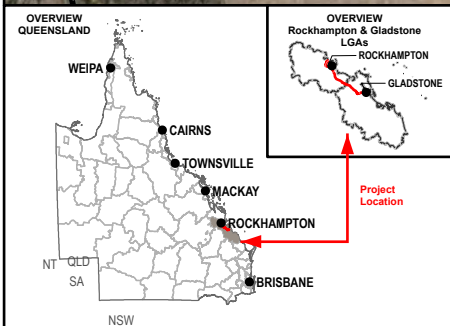 OVERVIEW
QUEENSLAND
WEIPA
CAIRNS
TOWNSVILLE
MACKAY
ROCKHAMPTON
BRISBANE
NT
QLD
SA
NSW
OVERVIEW
Rockhampton & Gladstone
LGAs
ROCKHAMPTON
GLADSTONE
Project
Location